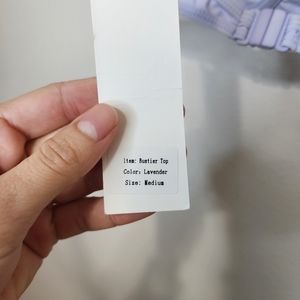 Item: Bustier Top
Color: Lavender
Size: Medium